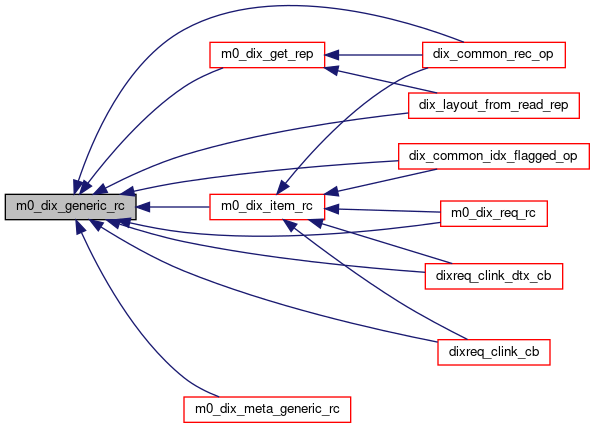 m0_dix_get_rep
dix_common_rec_op
dix_layout_from_read_rep
dix_common_idx_flagged_op
m0_dix_generic_rc
m0_dix_item_rc
m0_dix_req_rc
dixreq_clink_dtx_cb
dixreq_clink_cb
m0_dix_meta_generic_rc